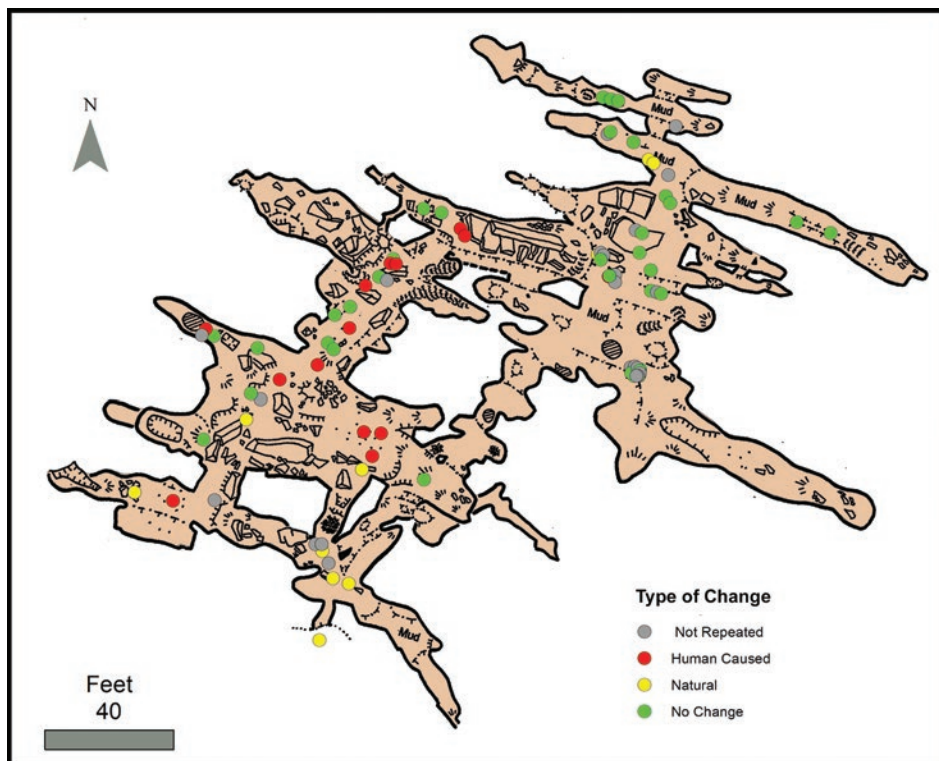 N
Mud
Mud
Mud
Mud
Mud
Type of Change
Not Repeated
Human Caused
Natural
No Change
Feet
40